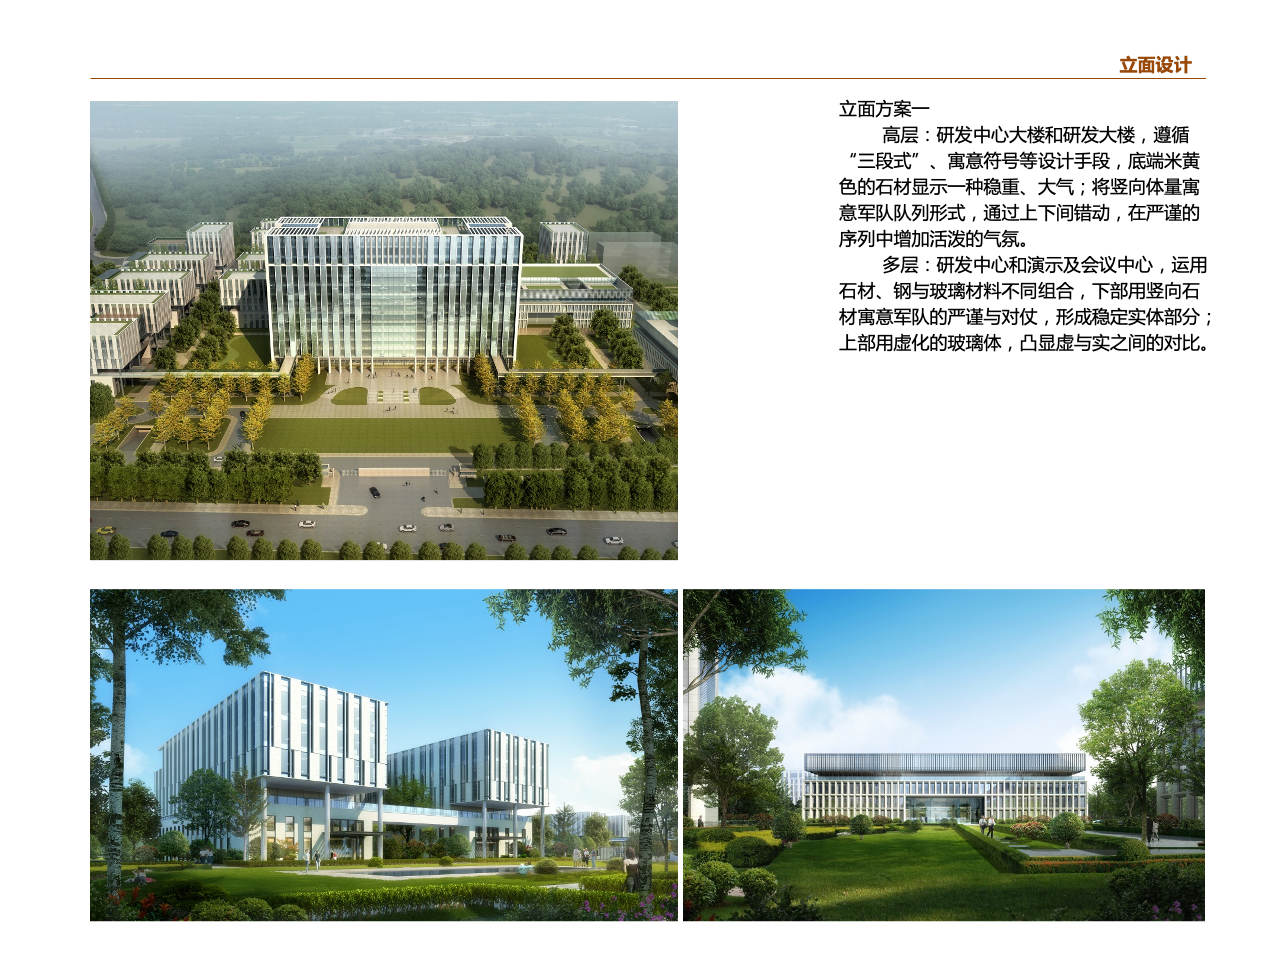 立面设计
立面方案一
高层：研发中心大楼和研发大楼，遵循
“三段式”、寓意符号等设计手段，底端米黄
色的石材显示一种稳重、大气；将竖向体量寓
意军队队列形式，通过上下间错动，在严谨的
序列中增加活泼的气氛。
多层：研发中心和演示及会议中心，运用
石材、钢与玻璃材料不同组合，下部用竖向石
材寓意军队的严谨与对仗，形成稳定实体部分；
上部用虚化的玻璃体，凸显虚与实之间的对比。